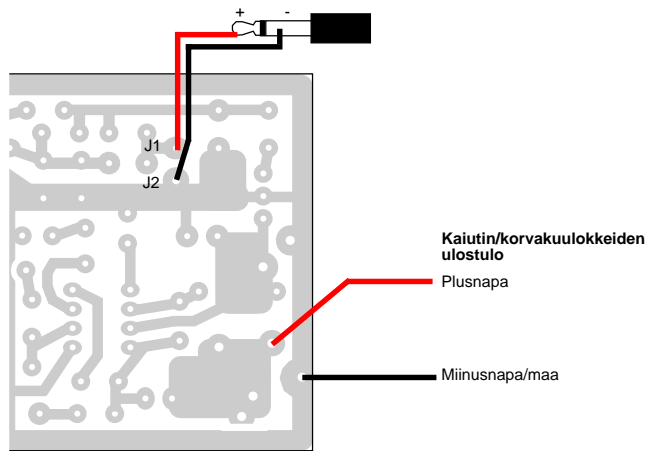 + -
J1
J2
Kaiutin/korvakuulokkeiden
ulostulo
Plusnapa
Miinusnapa/maa